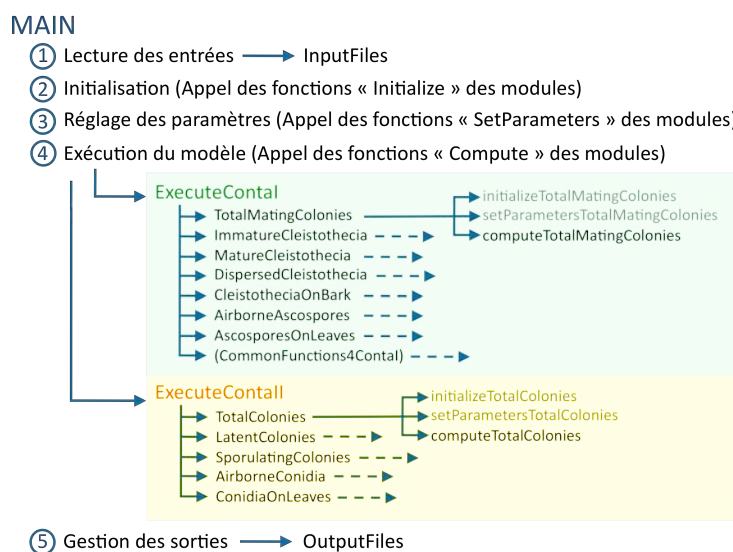 MAIN
1 Lecture des entrées InputFiles
2 Initialisation (Appel des fonctions « Initialize » des modules)
3 Réglage des paramètres (Appel des fonctions « SetParameters » des modules)
4 Exécution du modèle (Appel des fonctions « Compute » des modules)
ExecuteContaI
TotalMatingColonies initializeTotalMatingColonies
setParametersTotalMatingColonies
computeTotalMatingColonies
ImmatureCleistothecia
MatureCleistothecia
DispersedCleistothecia
CleistotheciaOnBark
AirborneAscospores
AscosporesOnLeaves
(CommonFunctions4ContaI)
ExecuteContaII
TotalColonies initializeTotalColonies
setParametersTotalColonies
computeTotalColonies
LatentColonies
SporulatingColonies
AirborneConidia
ConidiaOnLeaves
5 Gestion des sorties OutputFiles